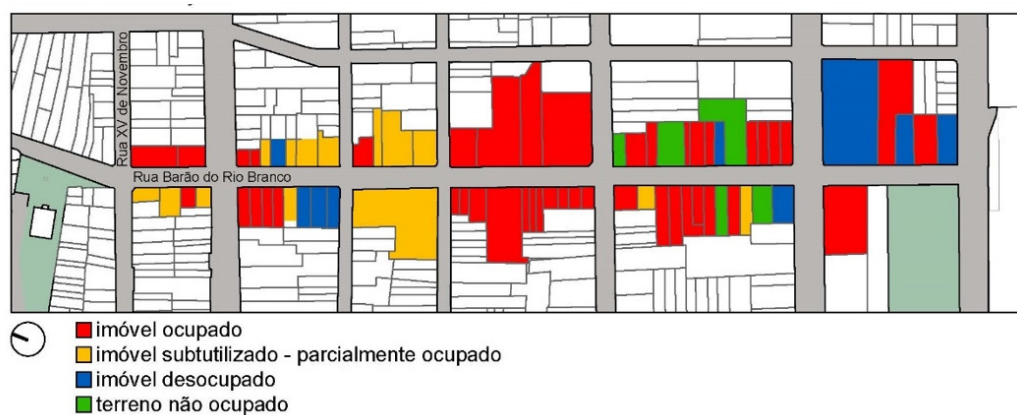 Rua XV de Novembro
Rua Barão do Rio Branco
imóvel ocupado
imóvel subtutilizado - parcialmente ocupado
imóvel desocupado
terreno não ocupado